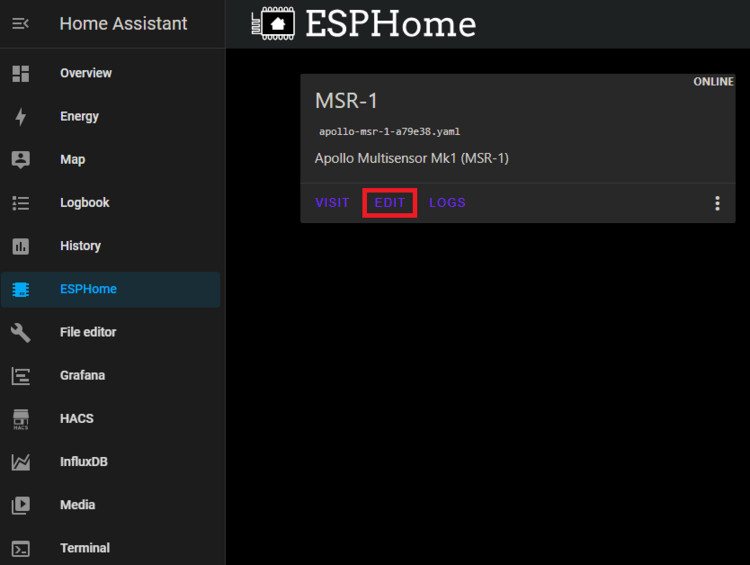 Home Assistant
Overview
Energy
Map
Logbook
History
ESPHome
File editor
Grafana
HACS
HACS
InfluxDB
Media
Terminal
ESPHome
ONLINE
MSR-1
apollo-msr-1-a79e38.yaml
Apollo Multisensor Mk1 (MSR-1)
VISIT EDIT LOGS